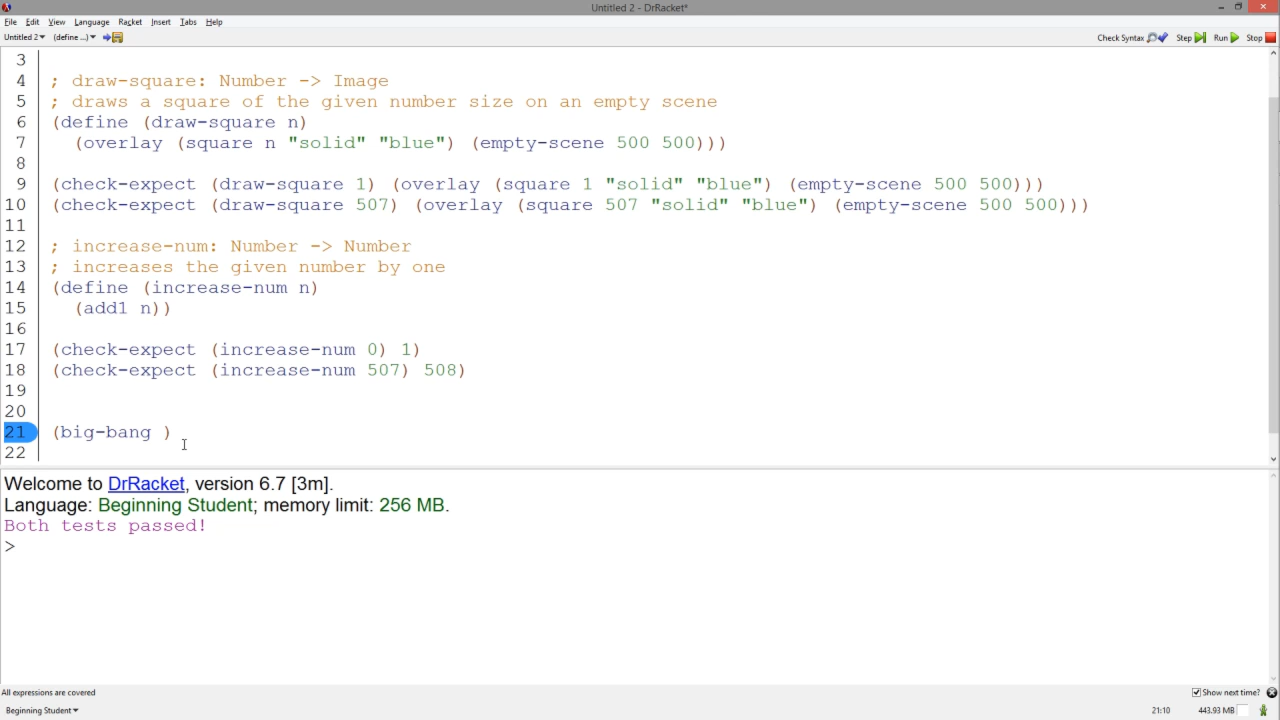 Untitled 2 - DrRacket*
File Edit View Language Racket Insert Tabs Help
Untitled 2 (define ...) Check Syntax Step Run Stop
3
4 ; draw-square: Number -> Image
5 ; draws a square of the given number size on an empty scene
6 (define (draw-square n)
7 (overlay (square n "solid" "blue") (empty-scene 500 500)))
8
9 (check-expect (draw-square 1) (overlay (square 1 "solid" "blue") (empty-scene 500 500)))
10 (check-expect (draw-square 507) (overlay (square 507 "solid" "blue") (empty-scene 500 500)))
11
12 ; increase-num: Number -> Number
13 ; increases the given number by one
14 (define (increase-num n)
15 (add1 n))
16
17 (check-expect (increase-num 0) 1)
18 (check-expect (increase-num 507) 508)
19
20
21 (big-bang )
22
Welcome to DrRacket, version 6.7 [3m].
Language: Beginning Student; memory limit: 256 MB.
Both tests passed!
>
All expressions are covered Show next time?
Beginning Student 21:10 443.93 MB